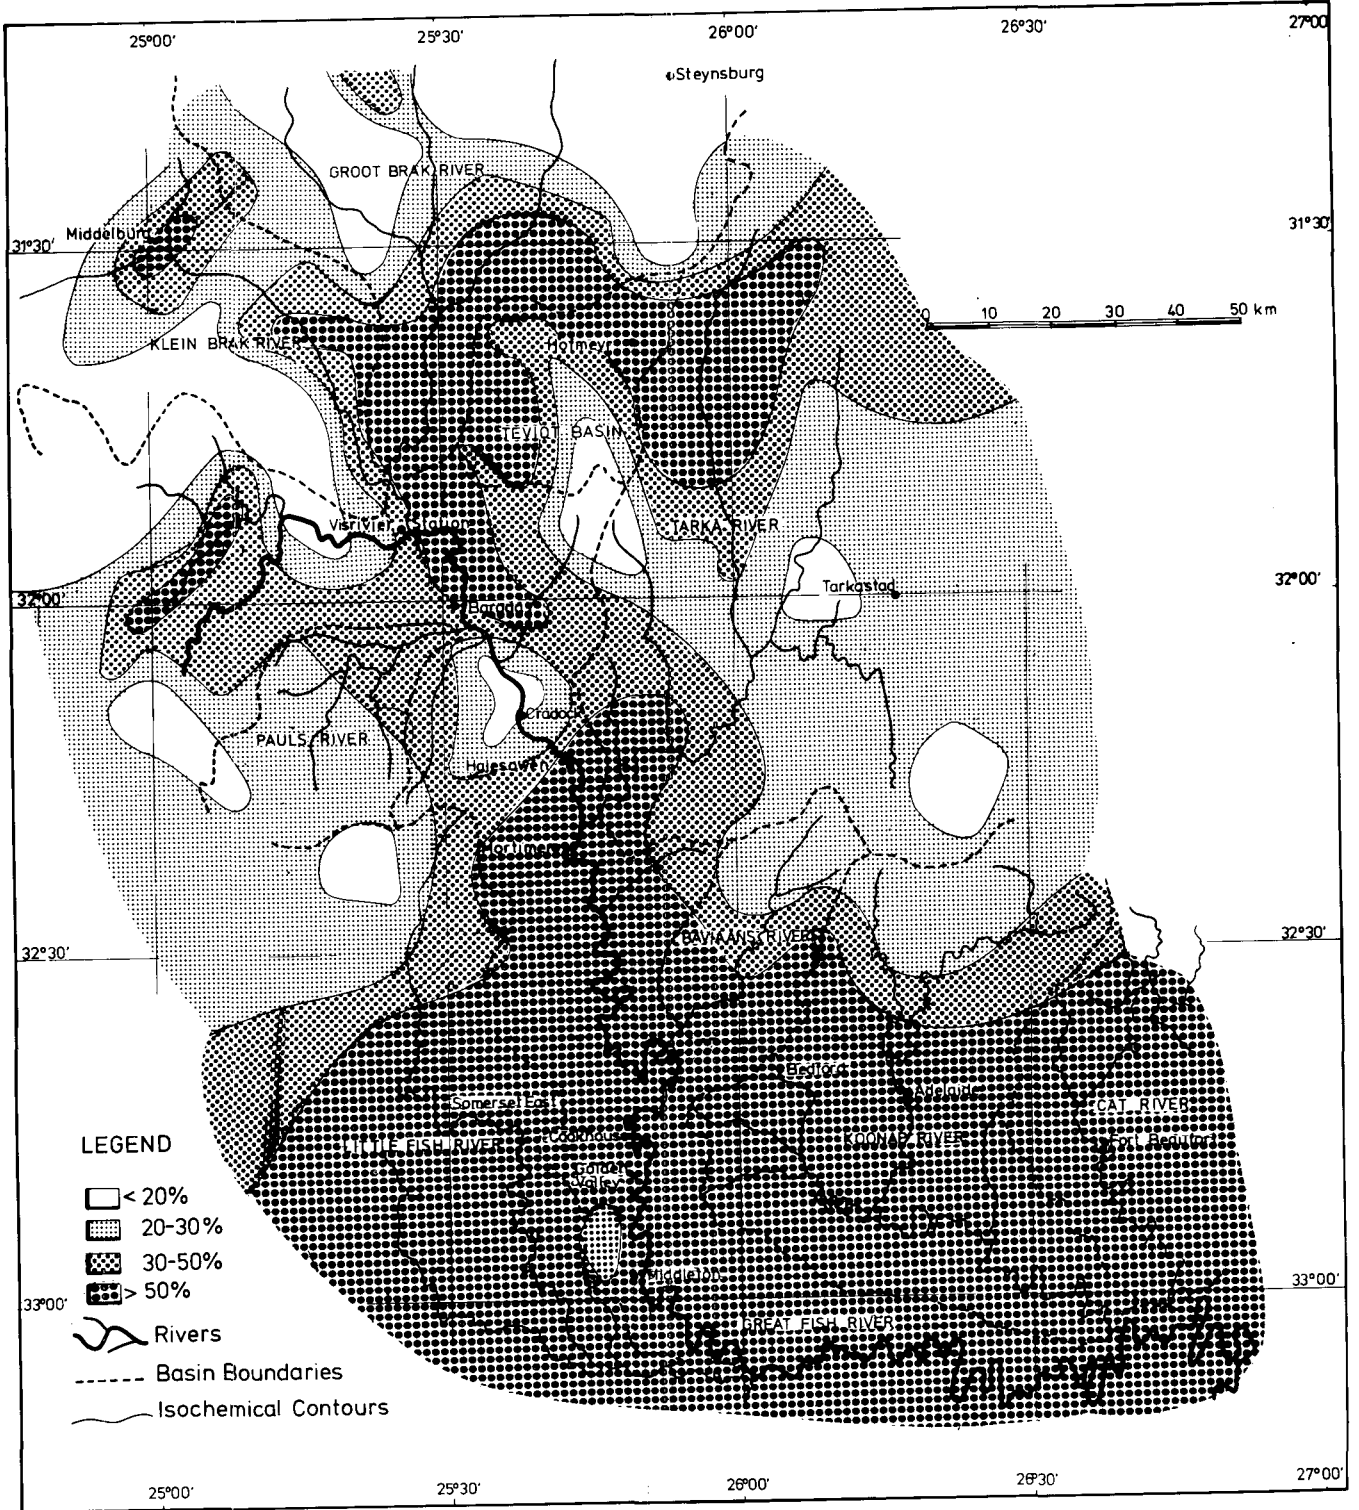 25°00′ 25°30′ 26°00′ 26°30′ 27°00′
Steynsburg
GROOT BRAK RIVER
Middelburg
31°30′ 31°30′
0 10 20 30 40 50 km
KLEIN BRAK RIVER
Hofmeyr
TEVIOT BASIN
Visrivier Station
TARKA RIVER
32°00′ 32°00′
Tarkastad
Baroda
Cradock
PAULS RIVER
Halesowen
Mortimer
BAVIAANS RIVER
32°30′ 32°30′
Bedford
Adelaide
Somerset East
CAT RIVER
Cookhouse
KOONAP RIVER
Fort Beaufort
LITTLE FISH RIVER
Golden
Valley
LEGEND
< 20%
20-30%
30-50%
> 50%
Rivers
Basin Boundaries
Isochemical Contours
Middleton
33°00′ 33°00′
GREAT FISH RIVER
25°00′ 25°30′ 26°00′ 26°30′ 27°00′